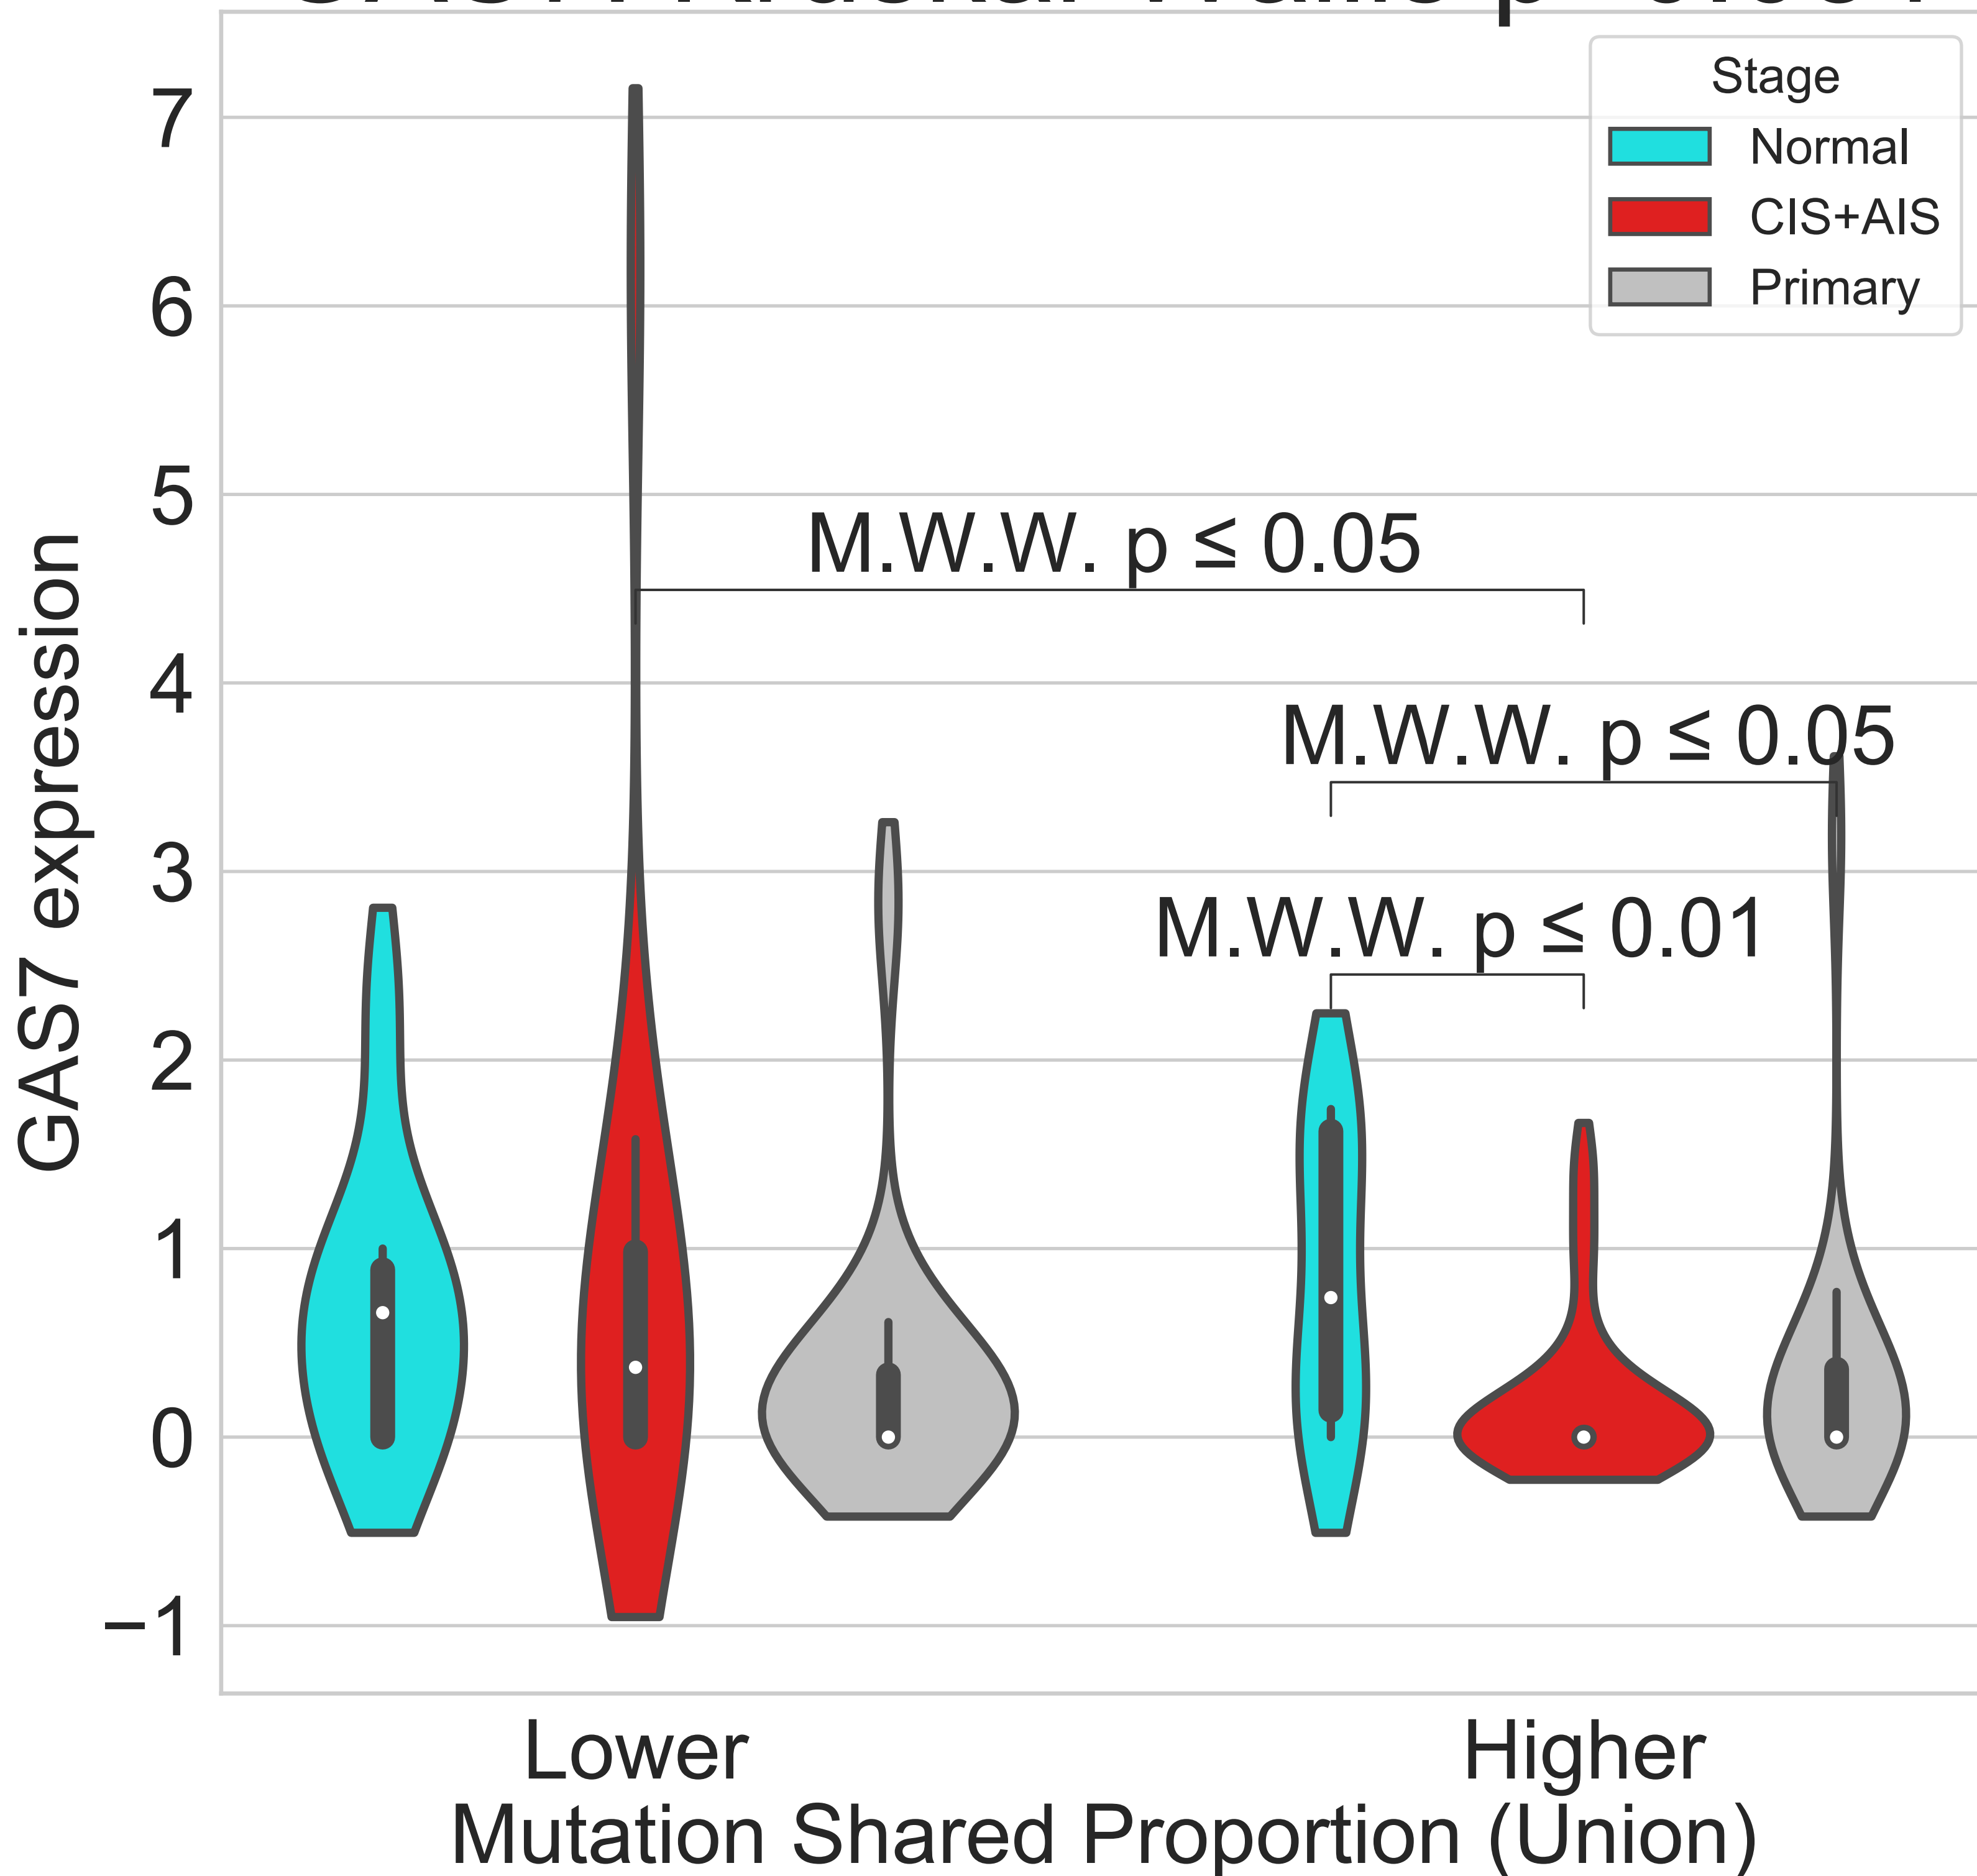 Stage
Normal
CIS+AIS
Primary
7
6
5
4
3
2
1
0
−1
GAS7 expression
M.W.W. p ≤ 0.05
M.W.W. p ≤ 0.05
M.W.W. p ≤ 0.01
Lower
Higher
Mutation Shared Proportion (Union)